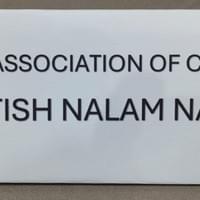 ASSOCIATION OF C
TISH NALAM NA